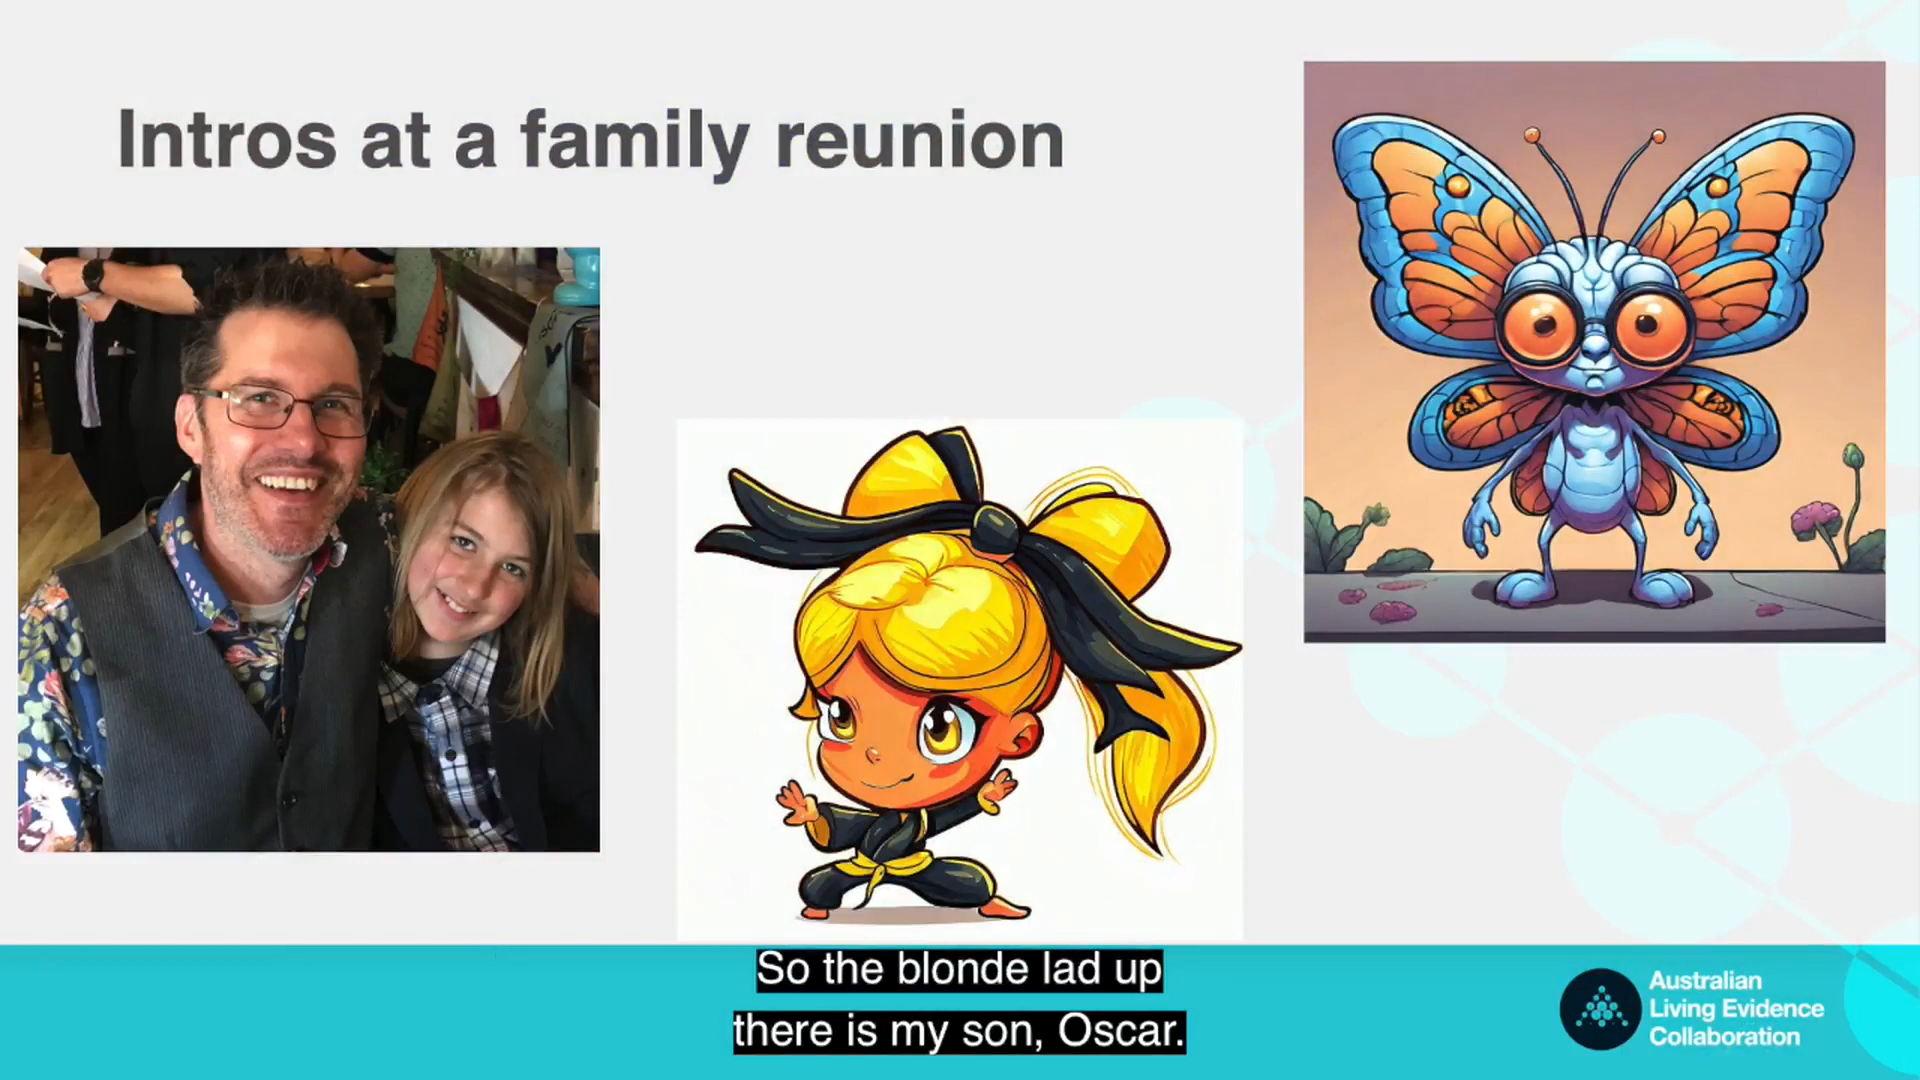 Intros at a family reunion
So the blonde lad up
there is my son, Oscar.
Australian
Living Evidence
Collaboration